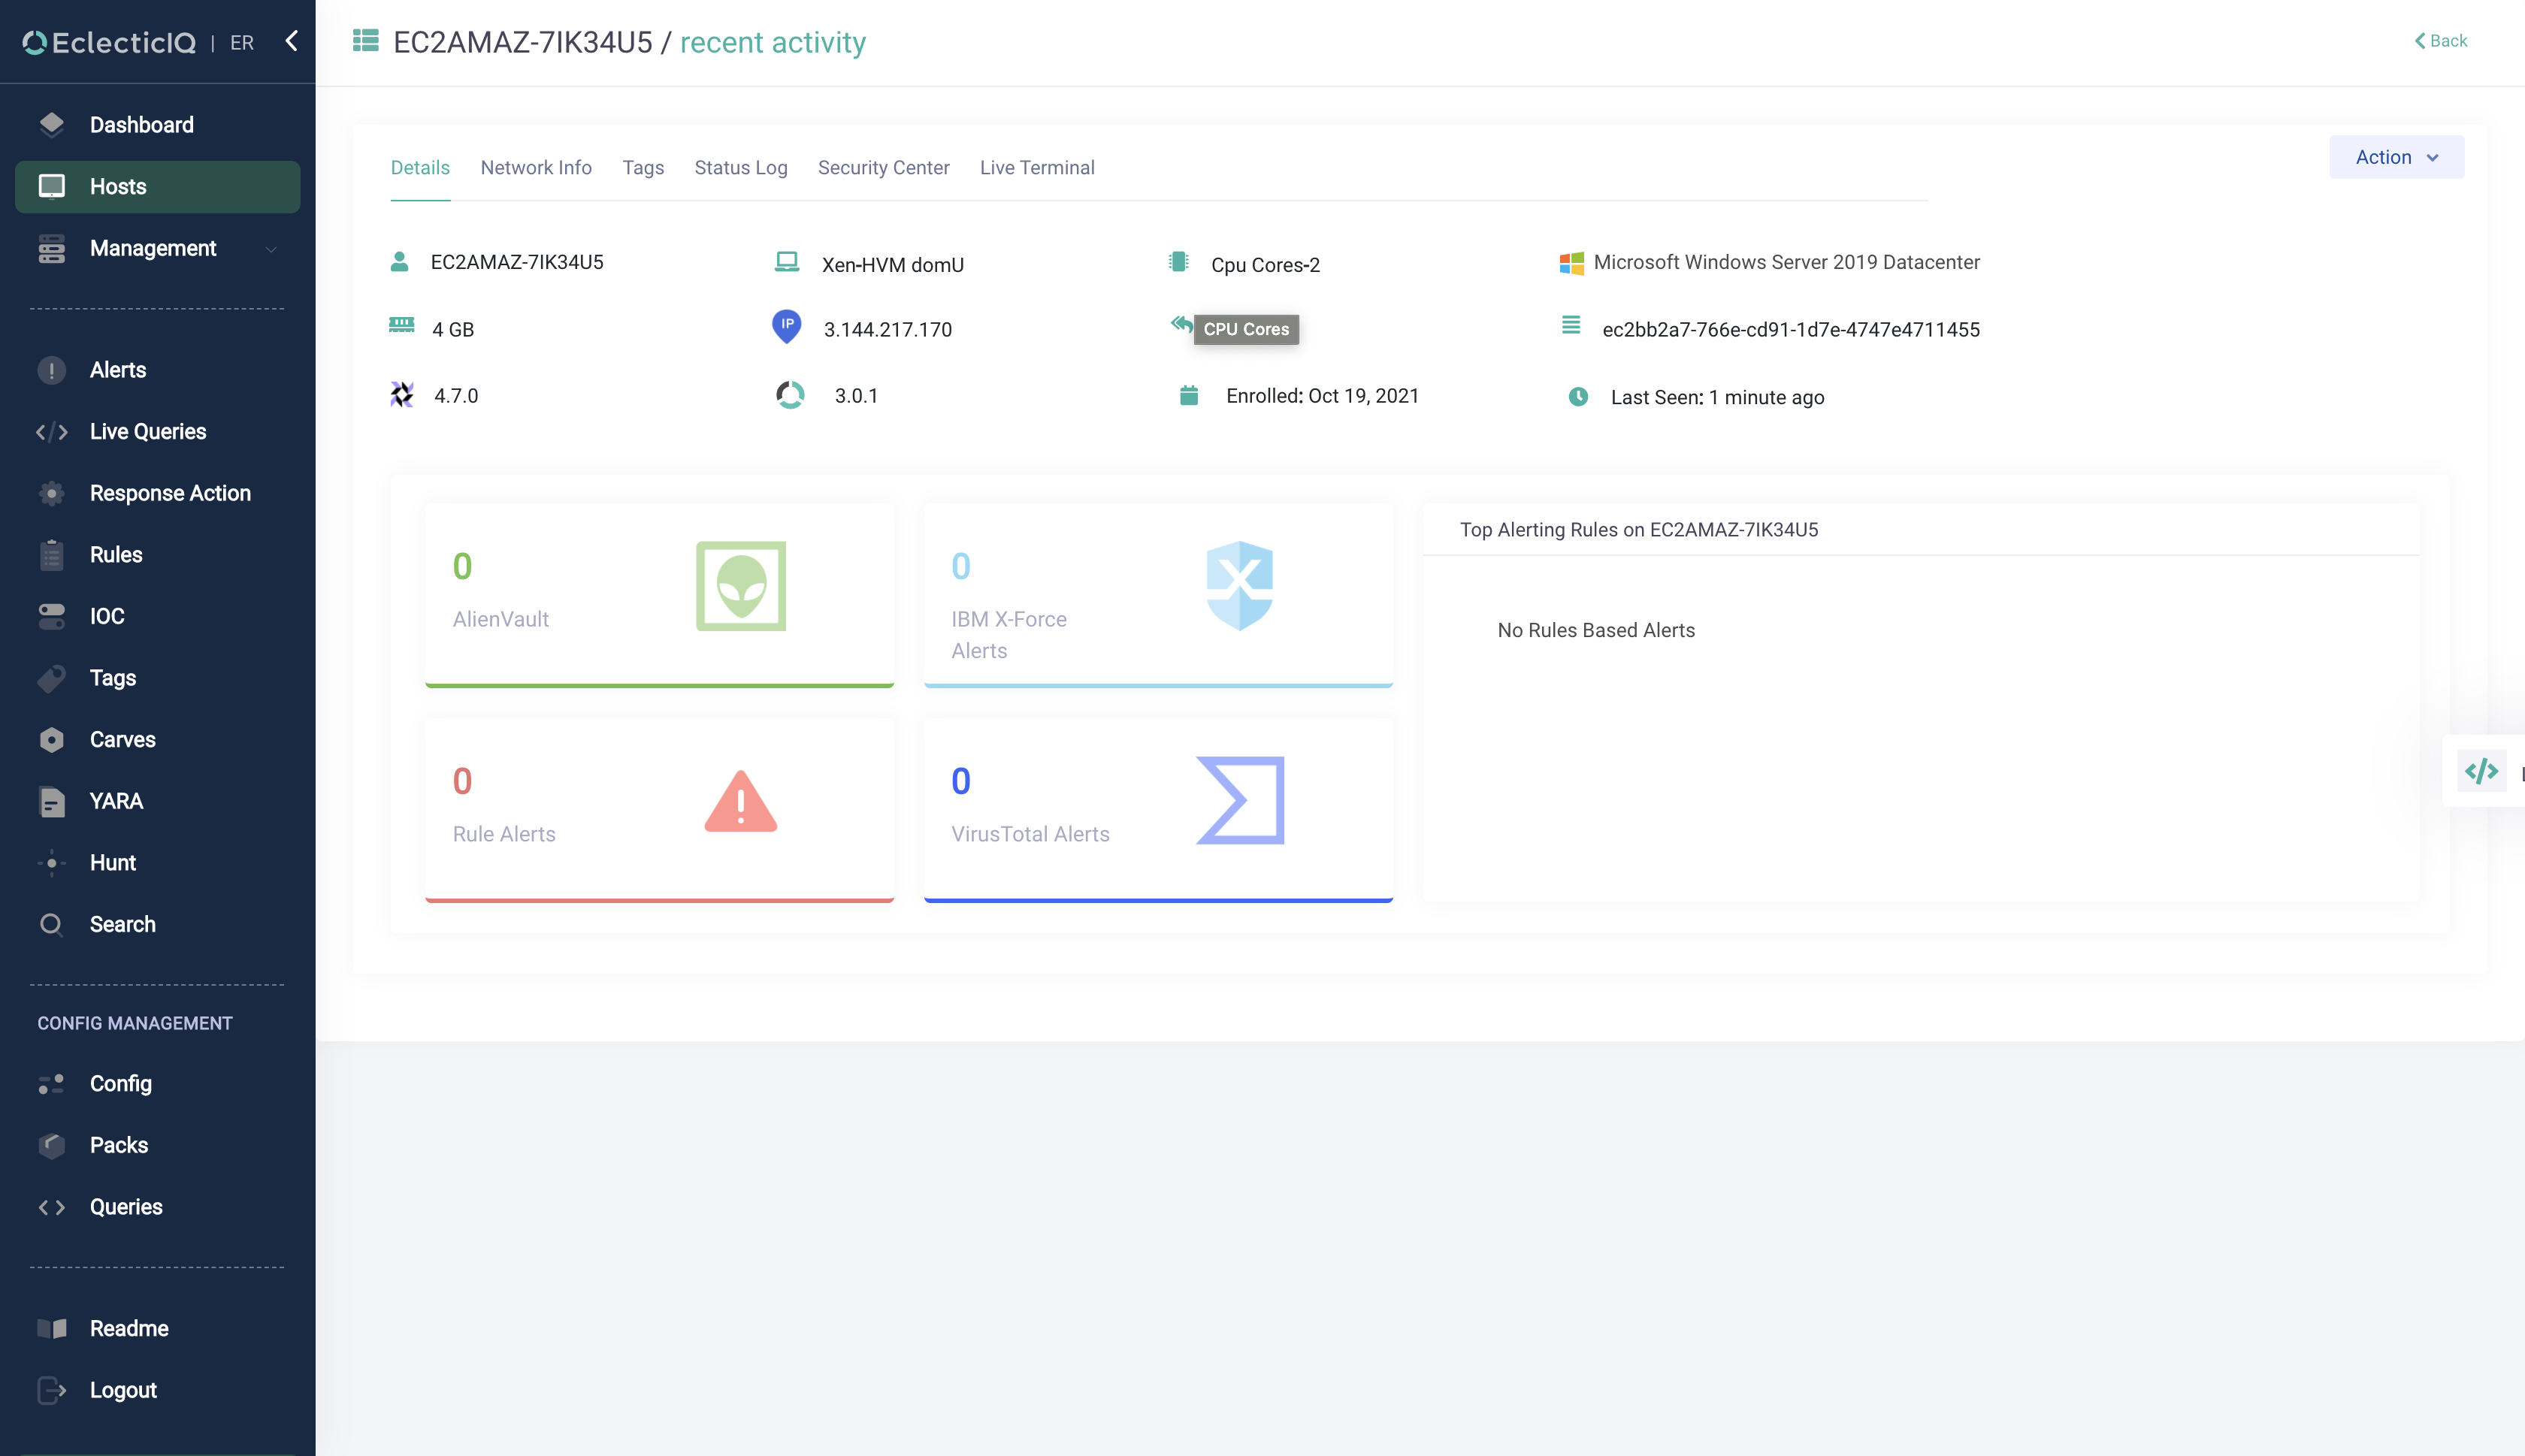 EclecticIQ | ER
Dashboard
Hosts
Management
Alerts
Live Queries
Response Action
Rules
IOC
Tags
Carves
YARA
Hunt
Search
CONFIG MANAGEMENT
Config
Packs
Queries
Readme
Logout
EC2AMAZ-7IK34U5 / recent activity
Back
Details Network Info Tags Status Log Security Center Live Terminal
Action
EC2AMAZ-7IK34U5 Xen-HVM domU Cpu Cores-2 Microsoft Windows Server 2019 Datacenter
4 GB IP 3.144.217.170 CPU Cores ec2bb2a7-766e-cd91-1d7e-4747e4711455
4.7.0 3.0.1 Enrolled: Oct 19, 2021 Last Seen: 1 minute ago
0
AlienVault
0
IBM X-Force
Alerts
0
Rule Alerts
0
VirusTotal Alerts
Top Alerting Rules on EC2AMAZ-7IK34U5
No Rules Based Alerts